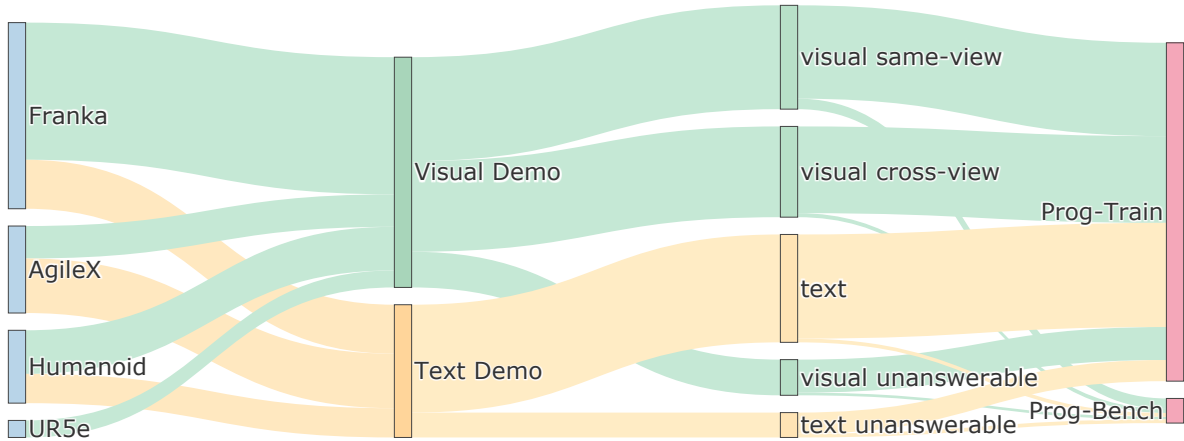 Franka
AgileX
Humanoid
UR5e
Visual Demo
Text Demo
visual same-view
visual cross-view
text
visual unanswerable
text unanswerable
Prog-Train
Prog-Bench